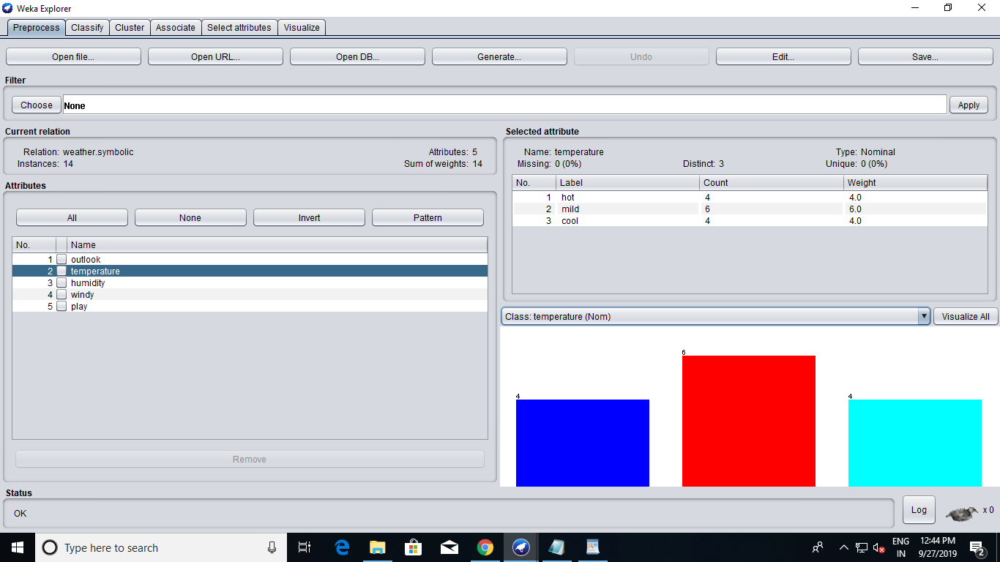 Weka Explorer
Preprocess Classify Cluster Associate Select attributes Visualize
Open file... Open URL... Open DB... Generate... Undo Edit... Save...
Filter
Choose None Apply
Current relation
Relation: weather.symbolic Attributes: 5
Instances: 14 Sum of weights: 14
Attributes
All None Invert Pattern
No. Name
1 outlook
2 temperature
3 humidity
4 windy
5 play
Remove
Selected attribute
Name: temperature Type: Nominal
Missing: 0 (0%) Distinct: 3 Unique: 0 (0%)
No. Label Count Weight
1 hot 4 4.0
2 mild 6 6.0
3 cool 4 4.0
Class: temperature (Nom) Visualize All
6
4 4
Status
OK Log x 0
Type here to search
ENG 12:44 PM
IN 9/27/2019 2